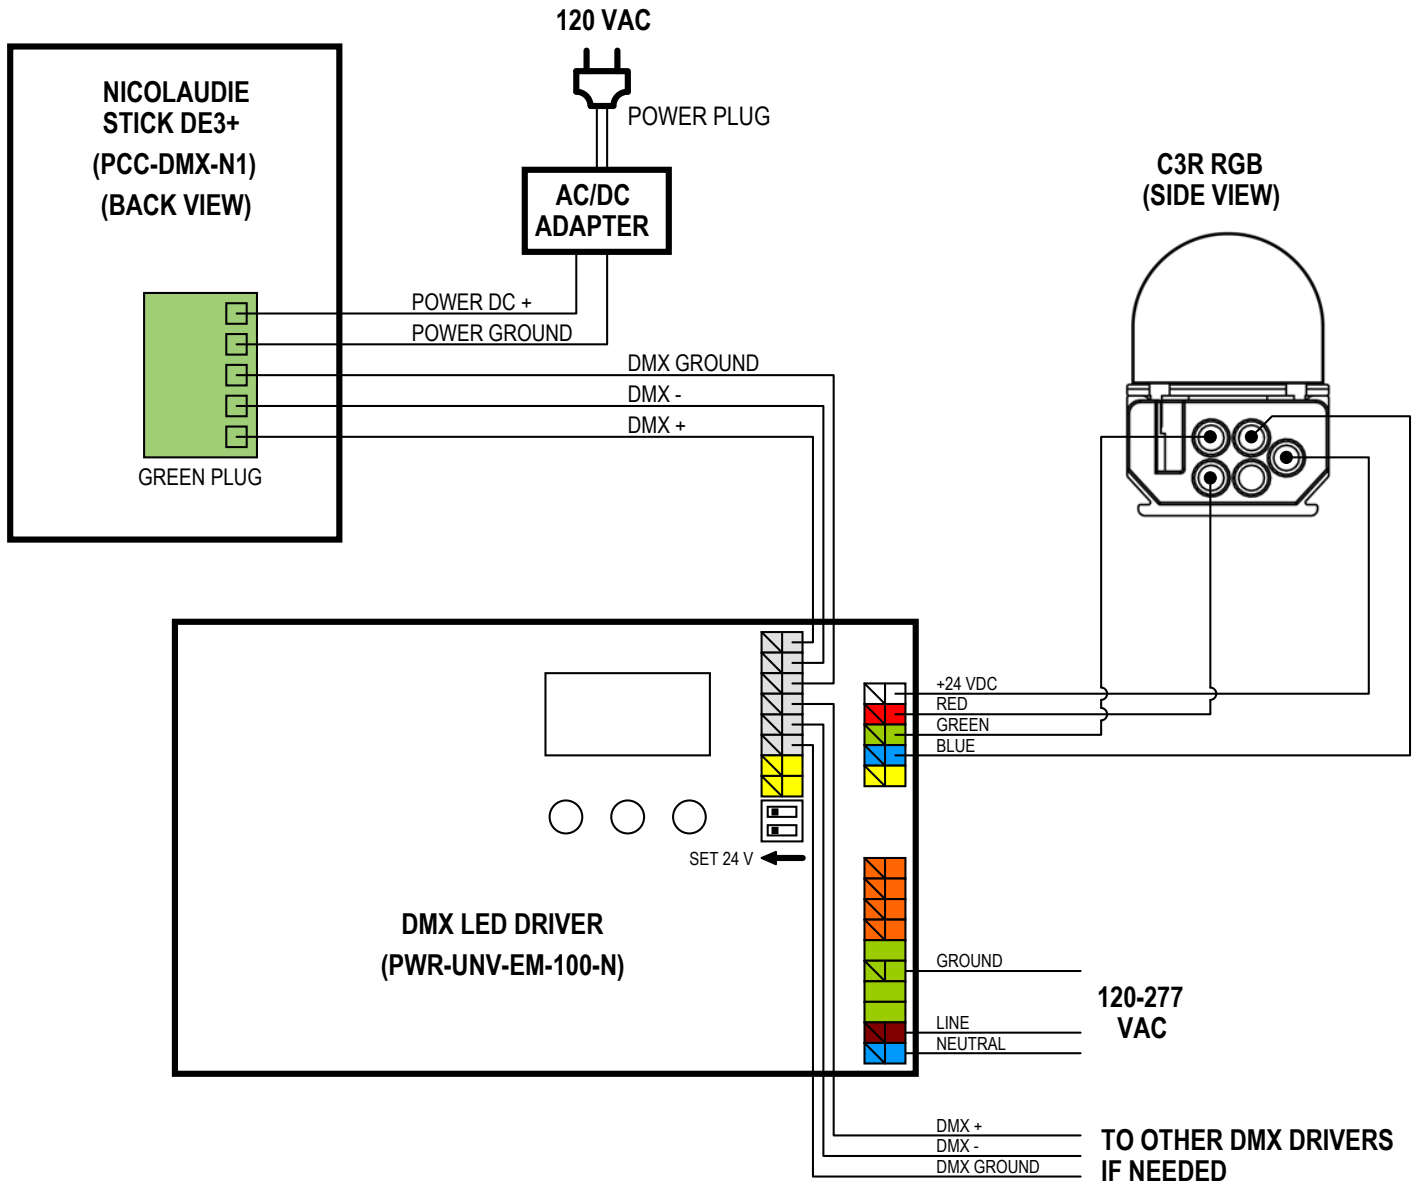 120 VAC
POWER PLUG
NICOLAUDIE
STICK DE3+
(PCC-DMX-N1)
(BACK VIEW)
AC/DC
ADAPTER
C3R RGB
(SIDE VIEW)
POWER DC +
POWER GROUND
DMX GROUND
DMX -
DMX +
GREEN PLUG
+24 VDC
RED
GREEN
BLUE
SET 24 V
DMX LED DRIVER
(PWR-UNV-EM-100-N)
GROUND
LINE
NEUTRAL
120-277
VAC
DMX +
DMX -
DMX GROUND
TO OTHER DMX DRIVERS
IF NEEDED